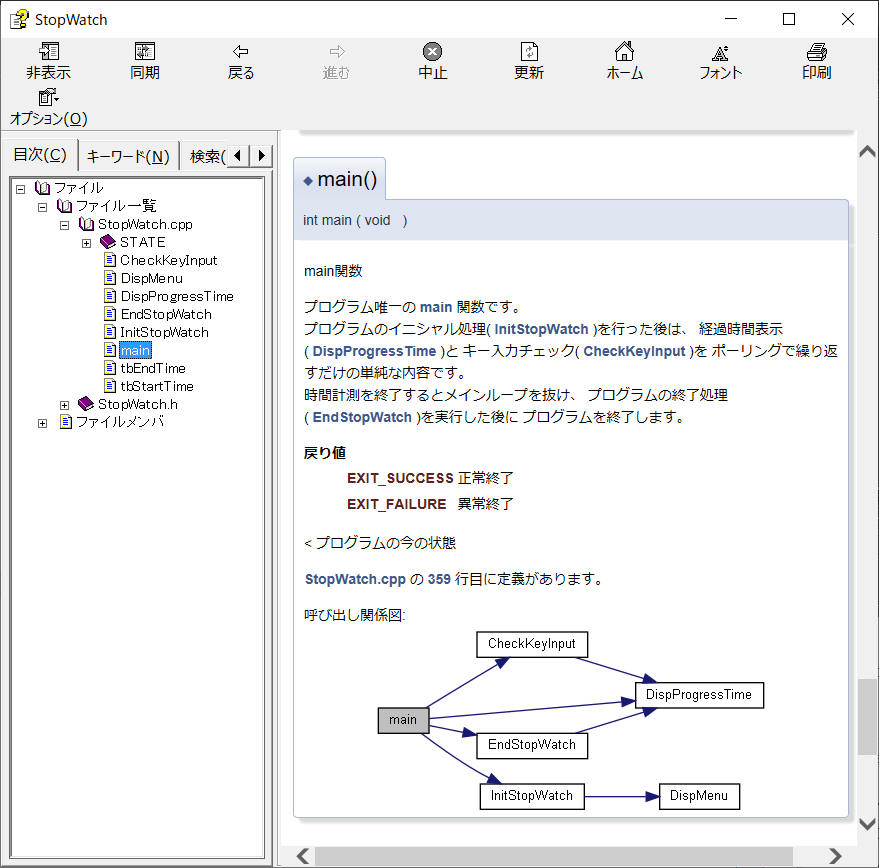 StopWatch
非表示 同期 戻る 進む 中止 更新 ホーム フォント 印刷
オプション(O)
目次(C) キーワード(N) 検索(
ファイル
ファイル一覧
StopWatch.cpp
STATE
CheckKeyInput
DispMenu
DispProgressTime
EndStopWatch
InitStopWatch
main
tbEndTime
tbStartTime
StopWatch.h
ファイルメンバ
◆ main()
int main ( void )
main関数
プログラム唯一の main 関数です。
プログラムのイニシャル処理( InitStopWatch )を行った後は、 経過時間表示
( DispProgressTime )と キー入力チェック( CheckKeyInput )を ポーリングで繰り返
すだけの単純な内容です。
時間計測を終了するとメインループを抜け、 プログラムの終了処理
( EndStopWatch )を実行した後に プログラムを終了します。
戻り値
EXIT_SUCCESS 正常終了
EXIT_FAILURE 異常終了
< プログラムの今の状態
StopWatch.cpp の 359 行目に定義があります。
呼び出し関係図:
CheckKeyInput
DispProgressTime
main
EndStopWatch
InitStopWatch DispMenu